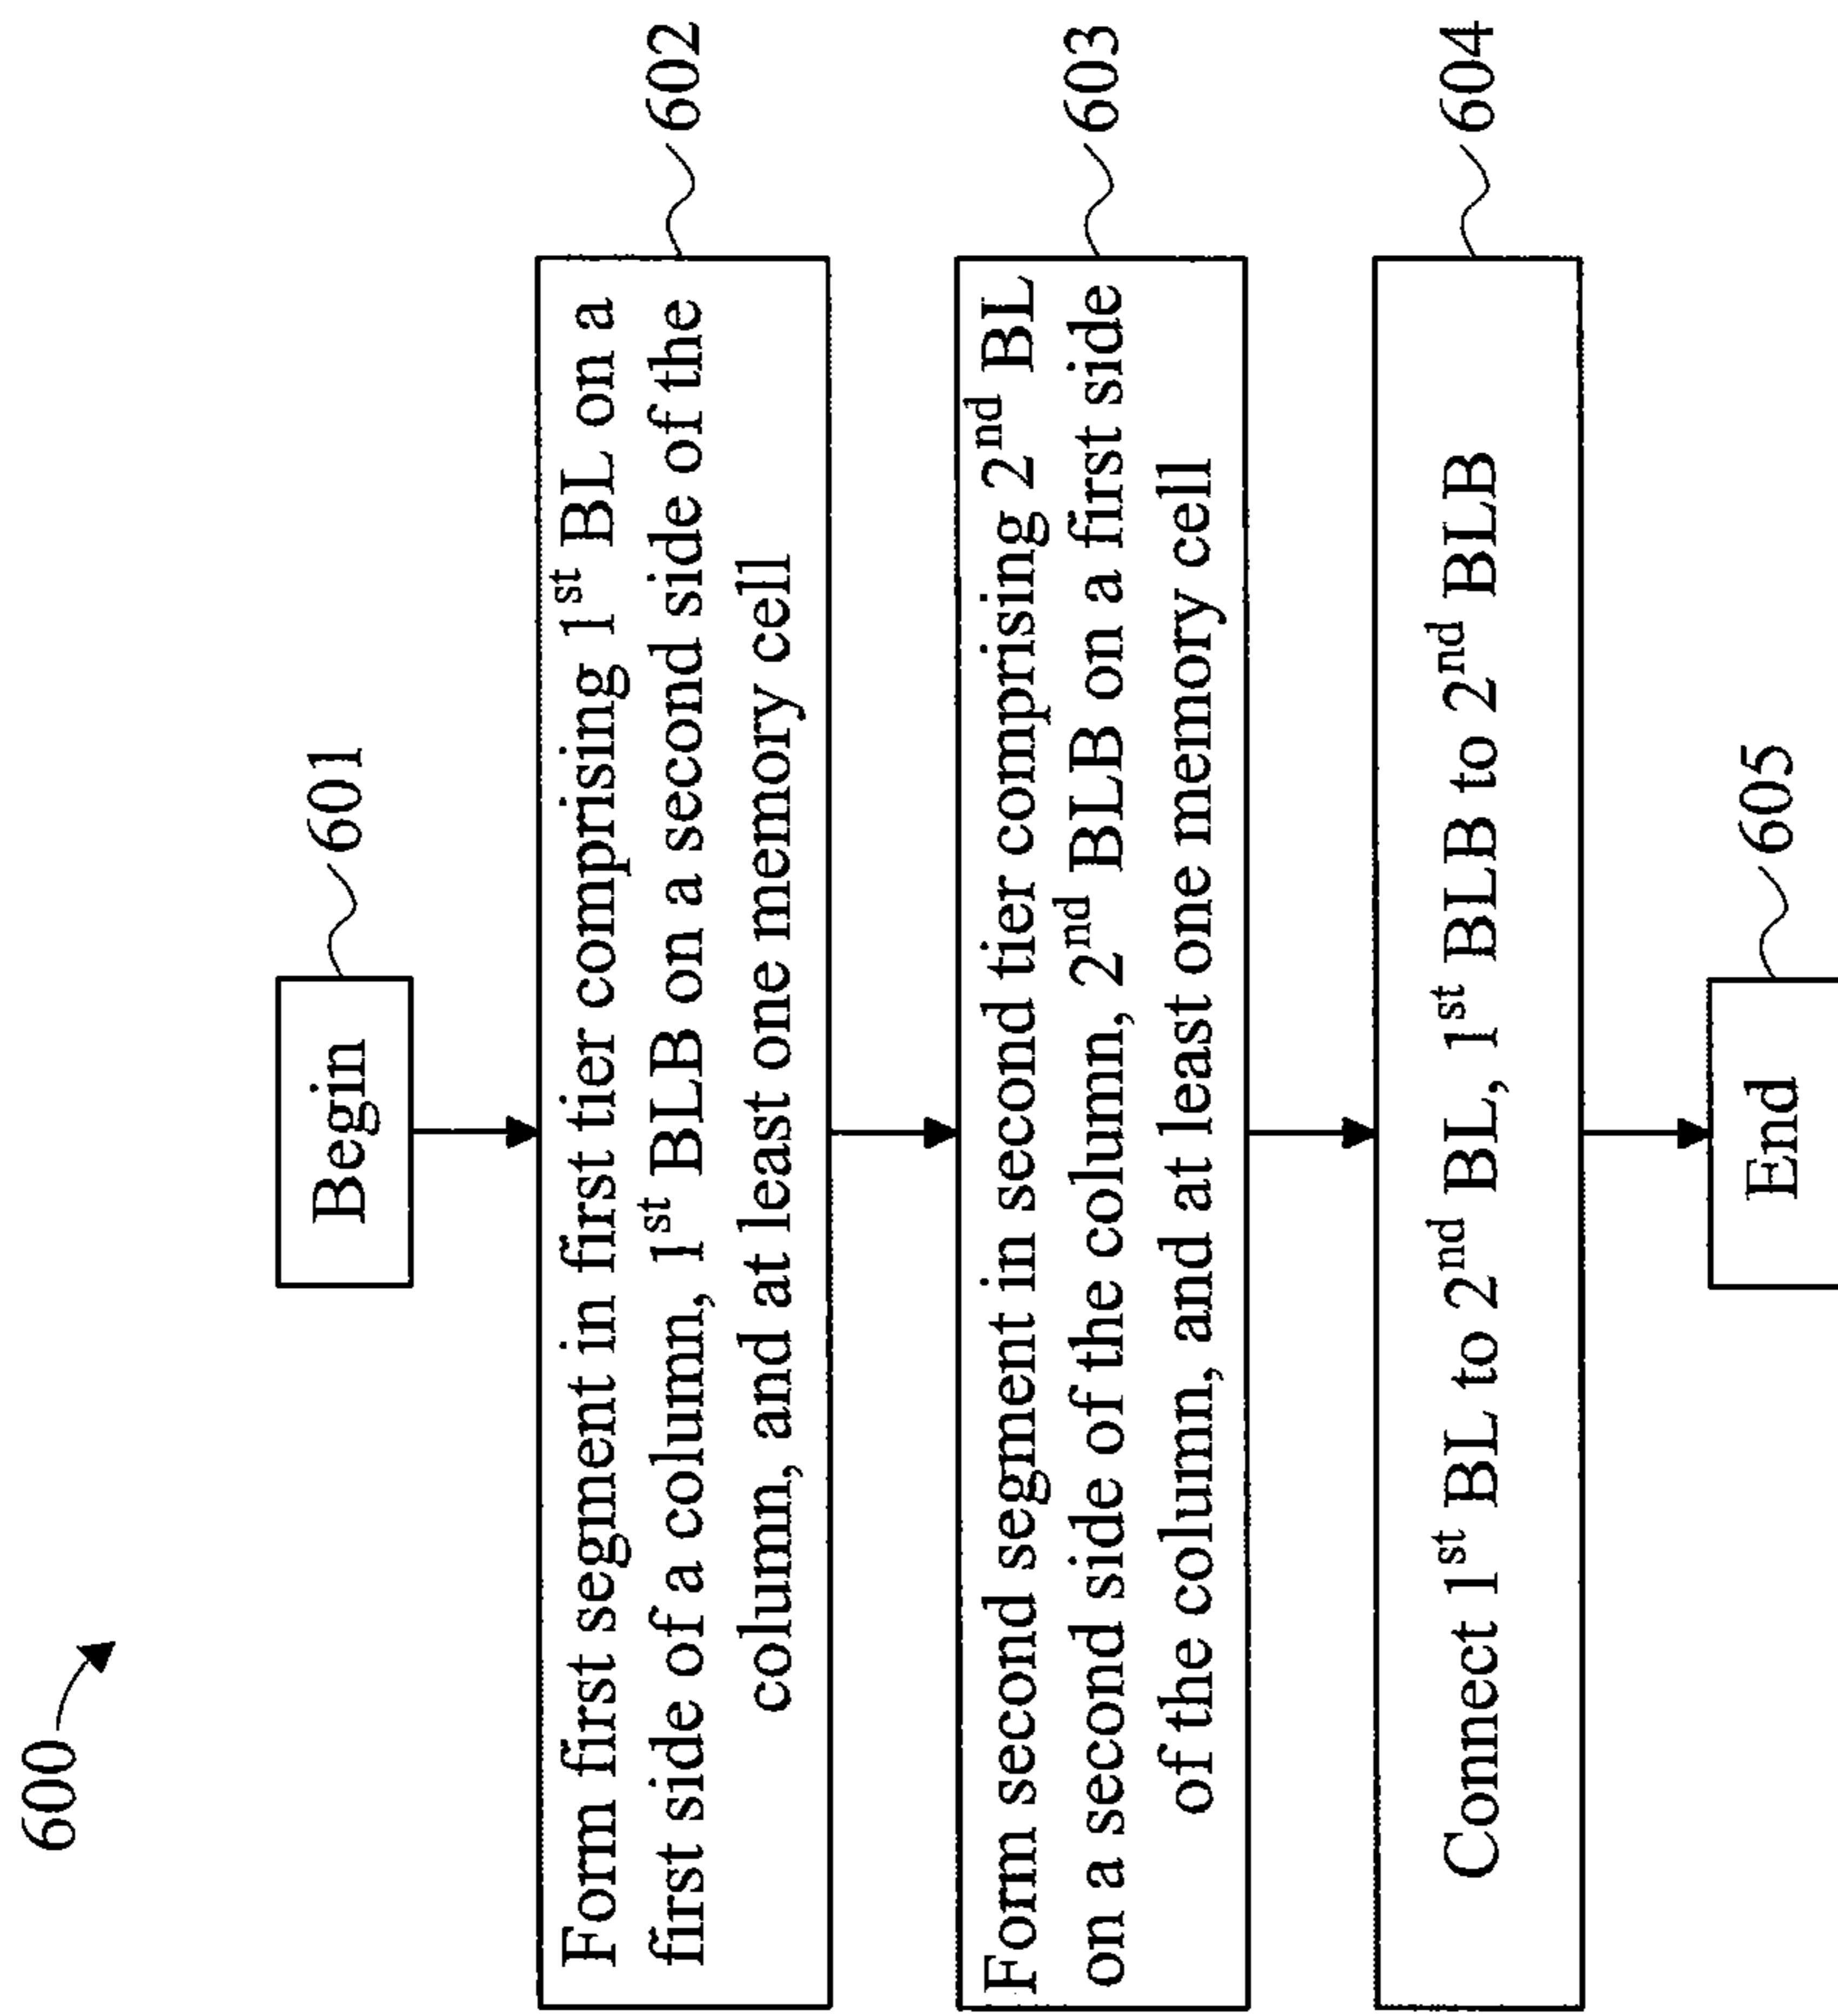 600
Begin
601
Form first segment in first tier comprising 1st BL on a
first side of a column, 1st BLB on a second side of the
column, and at least one memory cell
602
Form second segment in second tier comprising 2nd BL
on a second side of the column, 2nd BLB on a first side
of the column, and at least one memory cell
603
Connect 1st BL to 2nd BL, 1st BLB to 2nd BLB
604
End
605